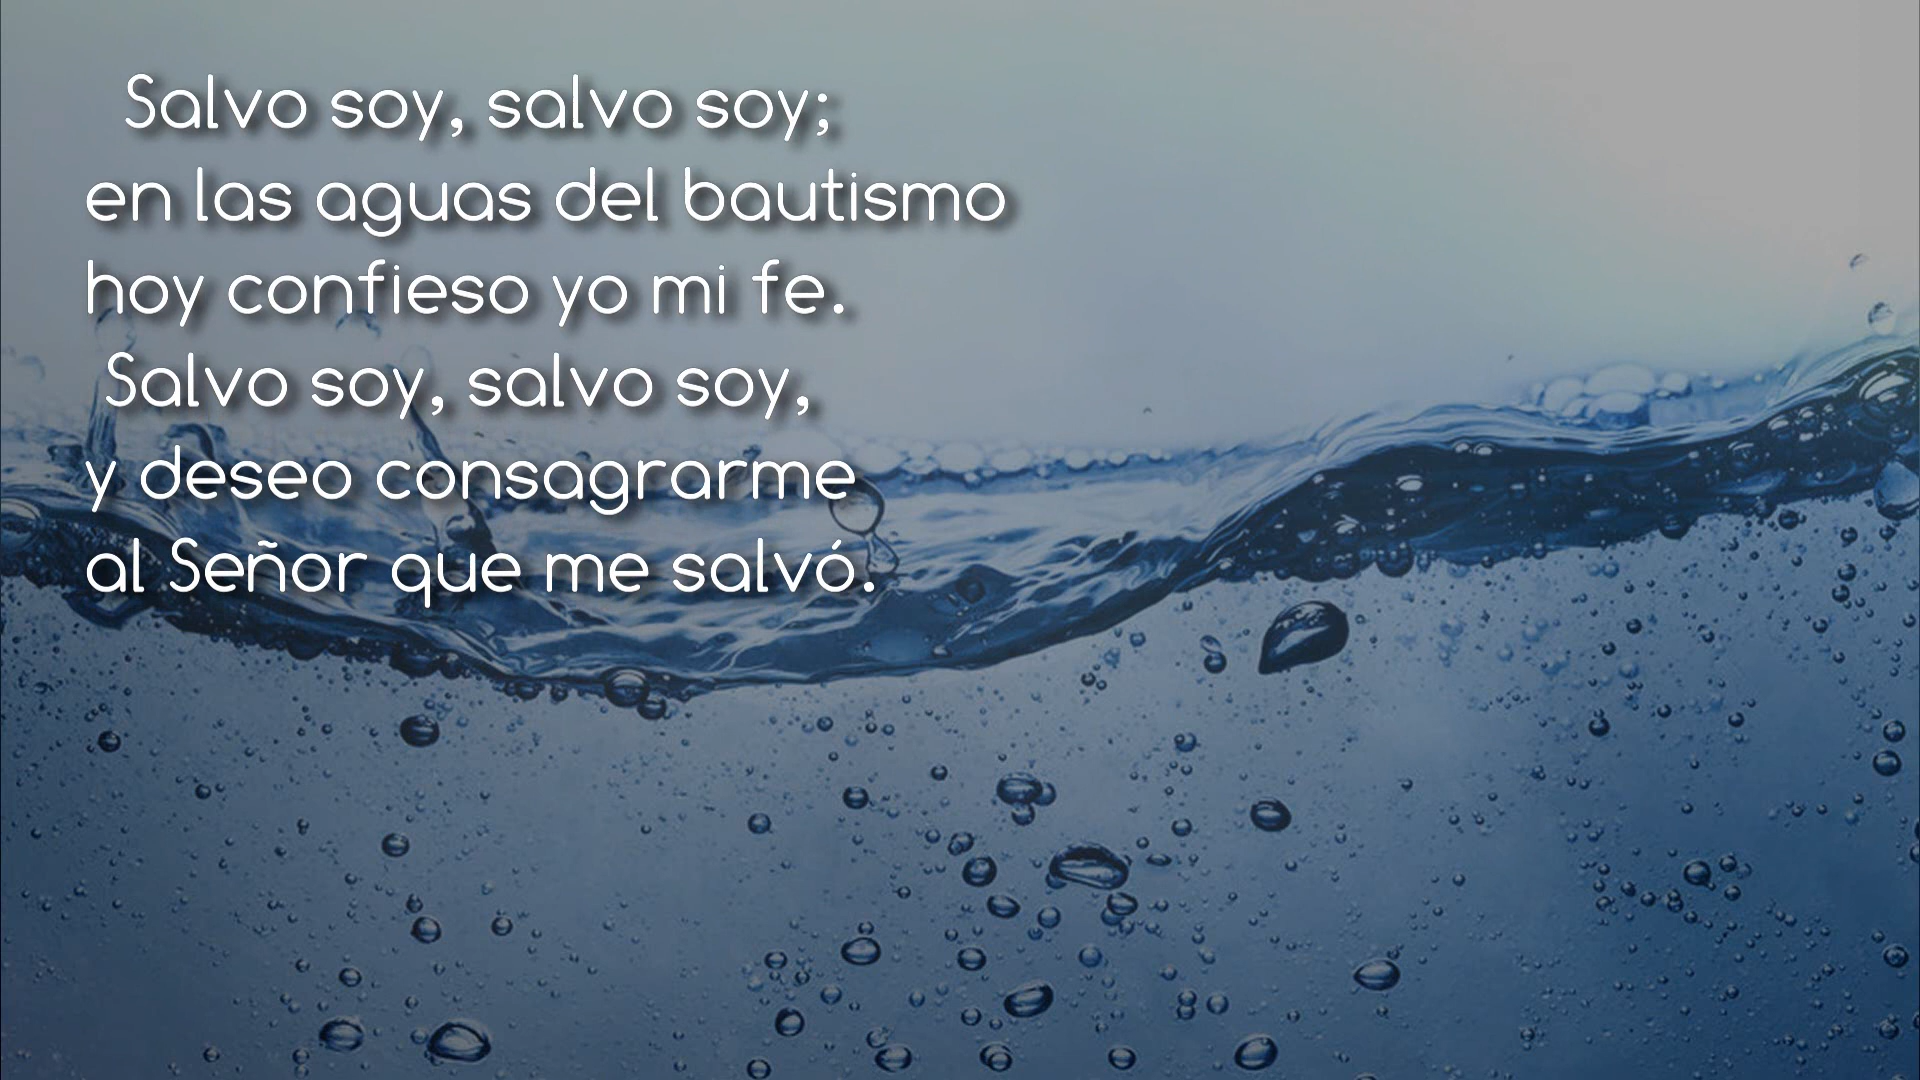 Salvo soy, salvo soy;
en las aguas del bautismo
hoy confieso yo mi fe.
Salvo soy, salvo soy,
y deseo consagrarme
al Señor que me salvó.